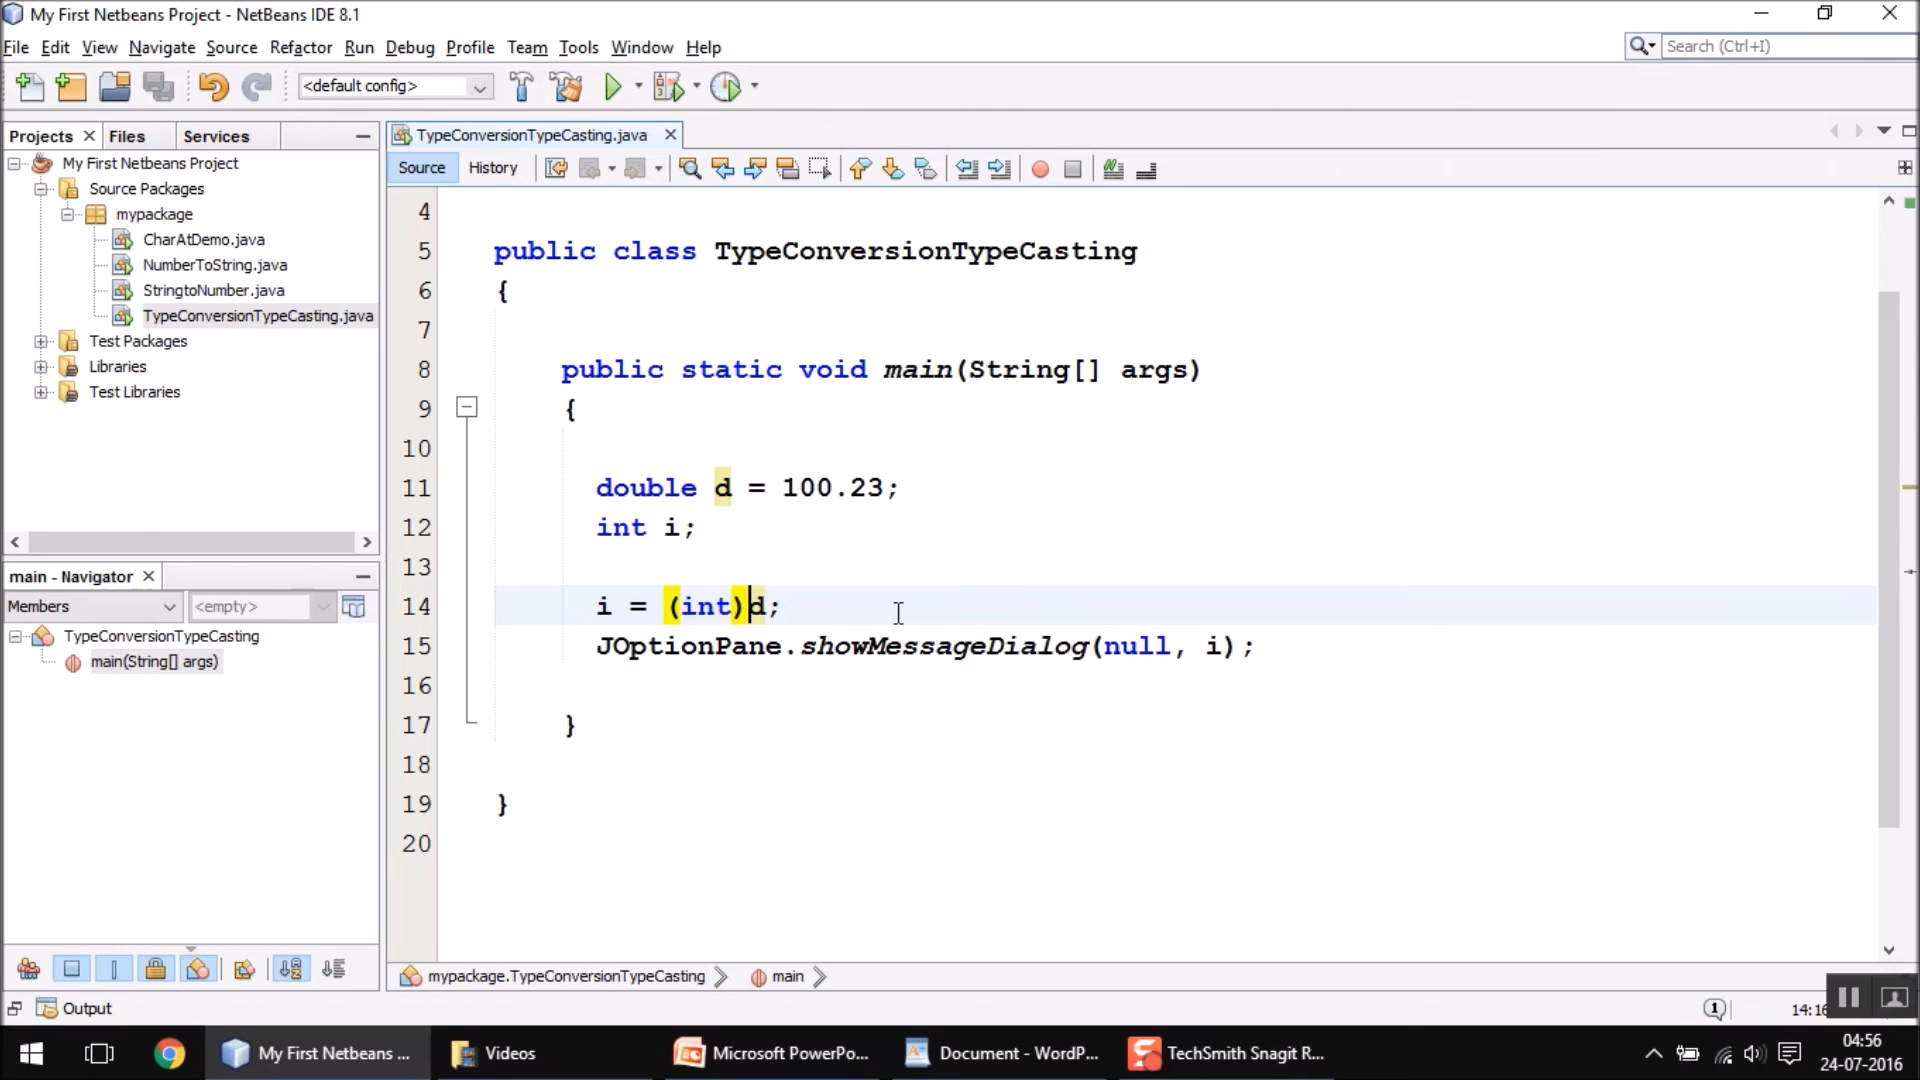 My First Netbeans Project - NetBeans IDE 8.1
File Edit View Navigate Source Refactor Run Debug Profile Team Tools Window Help
Search (Ctrl+I)
<default config>
Projects Files Services
TypeConversionTypeCasting.java
Source History
My First Netbeans Project
Source Packages
mypackage
CharAtDemo.java
NumberToString.java
StringtoNumber.java
TypeConversionTypeCasting.java
Test Packages
Libraries
Test Libraries
main - Navigator
Members <empty>
TypeConversionTypeCasting
main(String[] args)
4
5 public class TypeConversionTypeCasting
6 {
7
8 public static void main(String[] args)
9 {
10
11 double d = 100.23;
12 int i;
13
14 i = (int)d;
15 JOptionPane.showMessageDialog(null, i);
16
17 }
18
19 }
20
mypackage.TypeConversionTypeCasting main
Output
1
14:16
My First Netbeans ... Videos Microsoft PowerPo... Document - WordP... TechSmith Snagit R...
04:56
24-07-2016